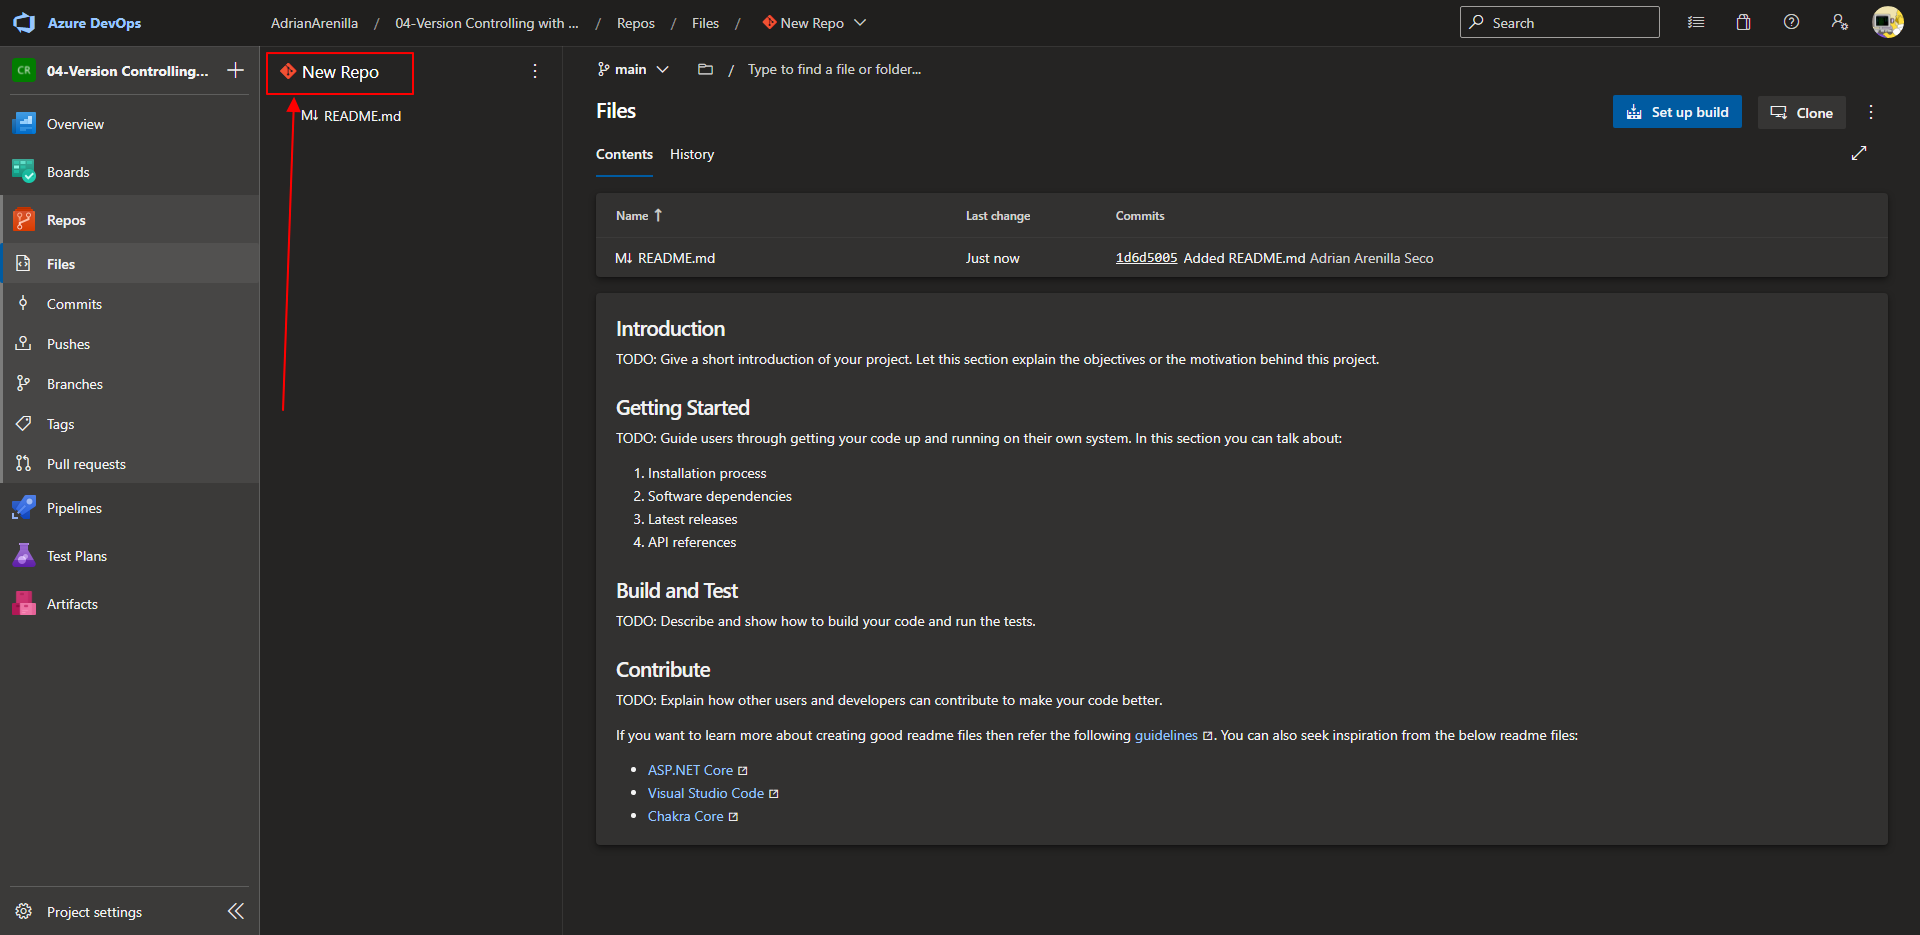 Azure DevOps
AdrianArenilla / 04-Version Controlling with ... / Repos / Files / New Repo
Search
CR 04-Version Controlling...
Overview
Boards
Repos
Files
Commits
Pushes
Branches
Tags
Pull requests
Pipelines
Test Plans
Artifacts
Project settings
New Repo
M↓ README.md
main / Type to find a file or folder...
Files
Set up build
Clone
Contents History
Name ↑ Last change Commits
M↓ README.md Just now 1d6d5005 Added README.md Adrian Arenilla Seco
Introduction
TODO: Give a short introduction of your project. Let this section explain the objectives or the motivation behind this project.
Getting Started
TODO: Guide users through getting your code up and running on their own system. In this section you can talk about:
1. Installation process
2. Software dependencies
3. Latest releases
4. API references
Build and Test
TODO: Describe and show how to build your code and run the tests.
Contribute
TODO: Explain how other users and developers can contribute to make your code better.
If you want to learn more about creating good readme files then refer the following guidelines. You can also seek inspiration from the below readme files:
• ASP.NET Core
• Visual Studio Code
• Chakra Core